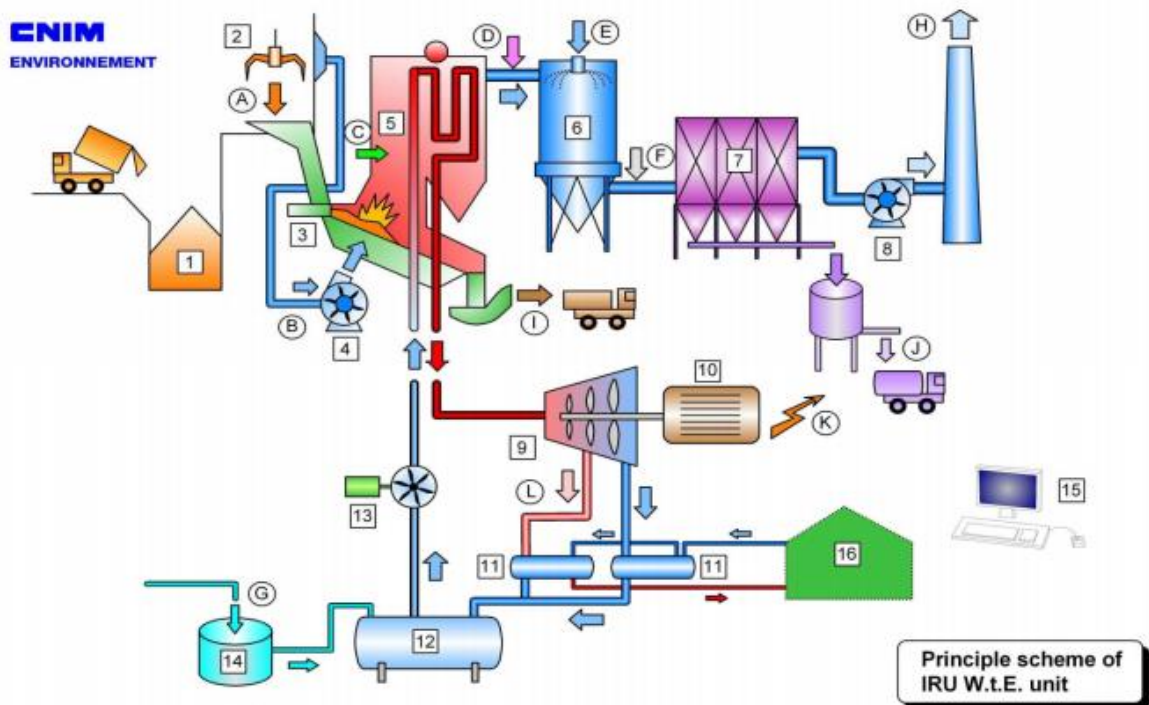 CNIM
ENVIRONNEMENT
2
A
D
E
H
C
5
6
F
7
3
1
8
B
4
I
J
10
K
9
L
15
13
11
11
16
G
14
12
Principle scheme of
IRU W.t.E. unit